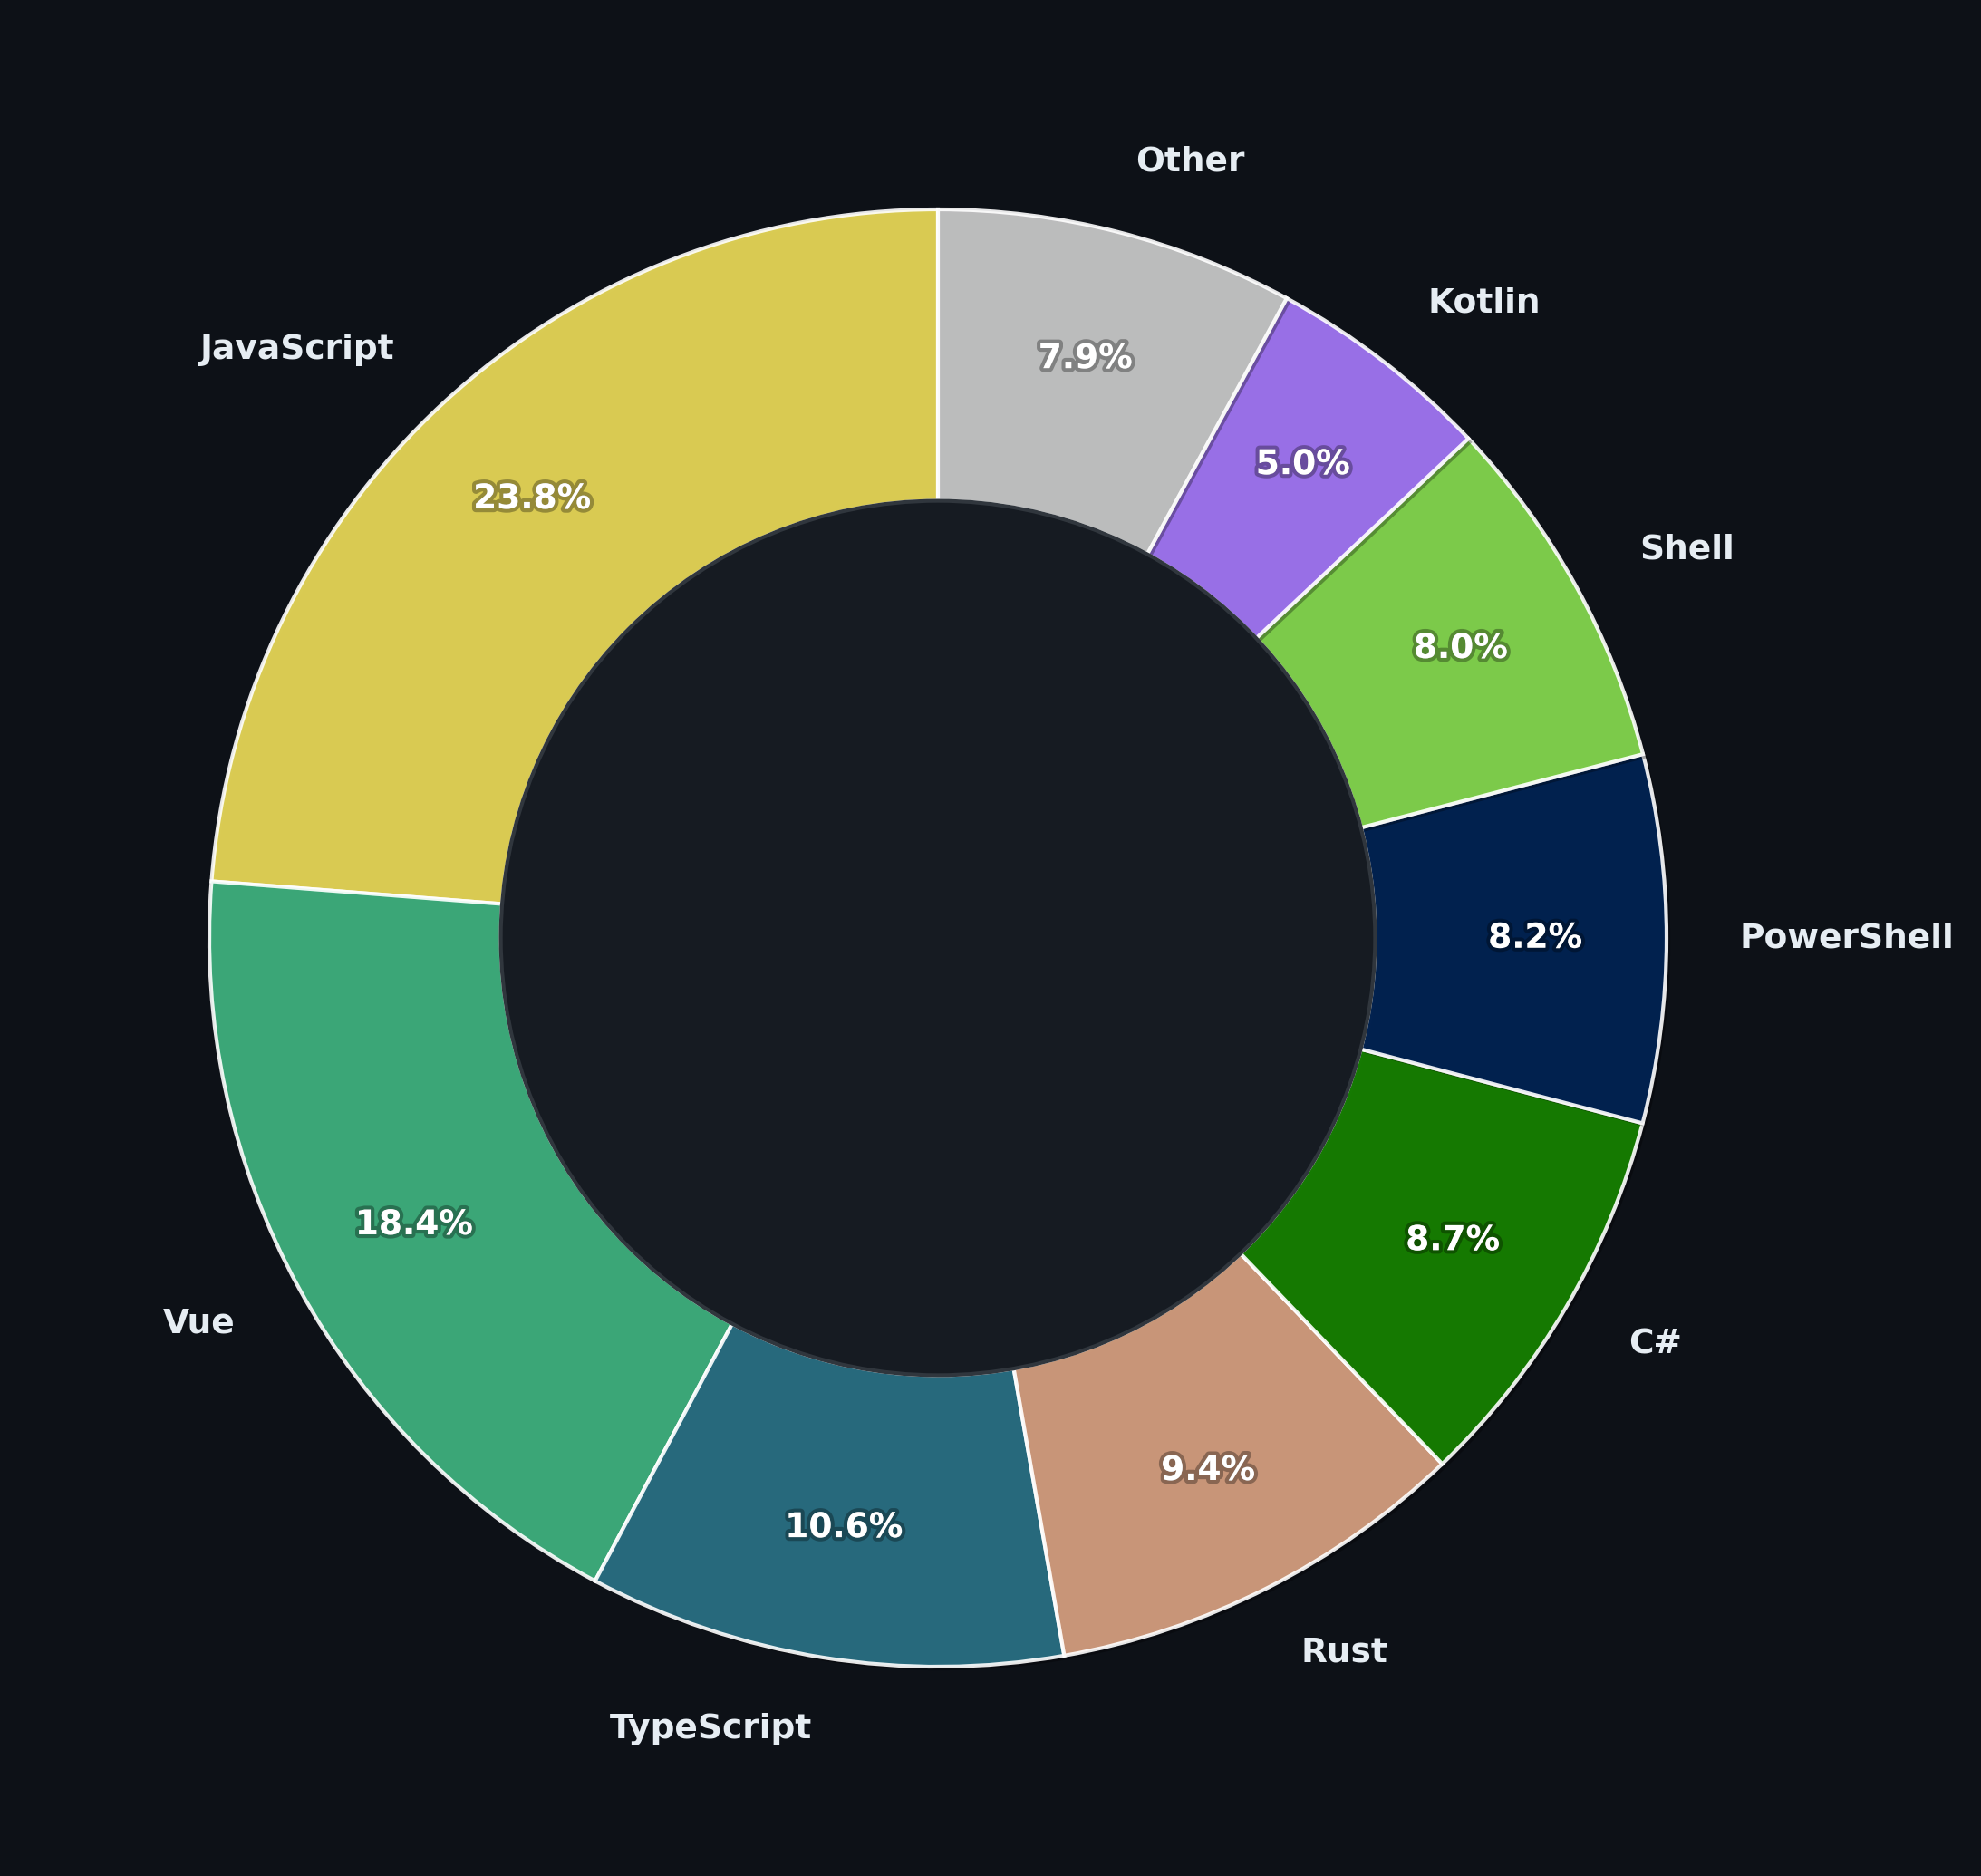 Other
Kotlin
JavaScript
7.9%
5.0%
23.8%
Shell
8.0%
8.2%
PowerShell
18.4%
8.7%
Vue
C#
9.4%
10.6%
Rust
TypeScript